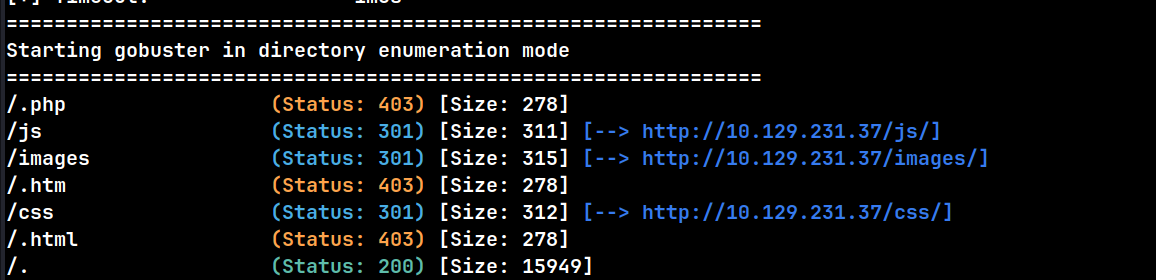 ===============================================================
Starting gobuster in directory enumeration mode
===============================================================
/.php                 (Status: 403) [Size: 278]
/js                   (Status: 301) [Size: 311] [--> http://10.129.231.37/js/]
/images               (Status: 301) [Size: 315] [--> http://10.129.231.37/images/]
/.htm                 (Status: 403) [Size: 278]
/css                  (Status: 301) [Size: 312] [--> http://10.129.231.37/css/]
/.html                (Status: 403) [Size: 278]
/.                    (Status: 200) [Size: 15949]